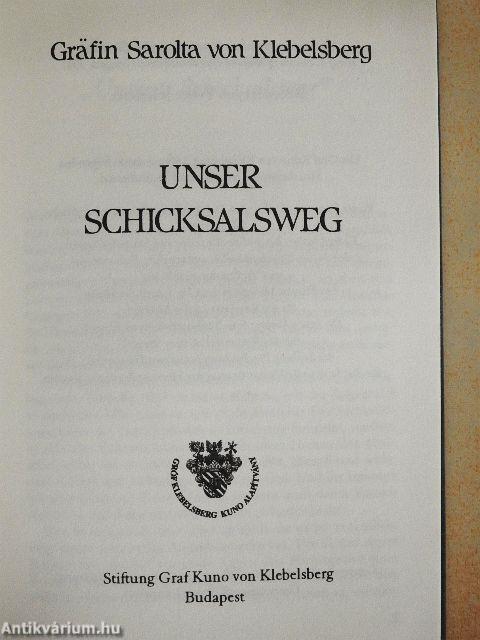 Gräfin Sarolta von Klebelsberg
UNSER
SCHICKSALSWEG
GRÓF KLEBELSBERG KUNO ALAPÍTVÁNY
Stiftung Graf Kuno von Klebelsberg
Budapest
Antikvárium.hu